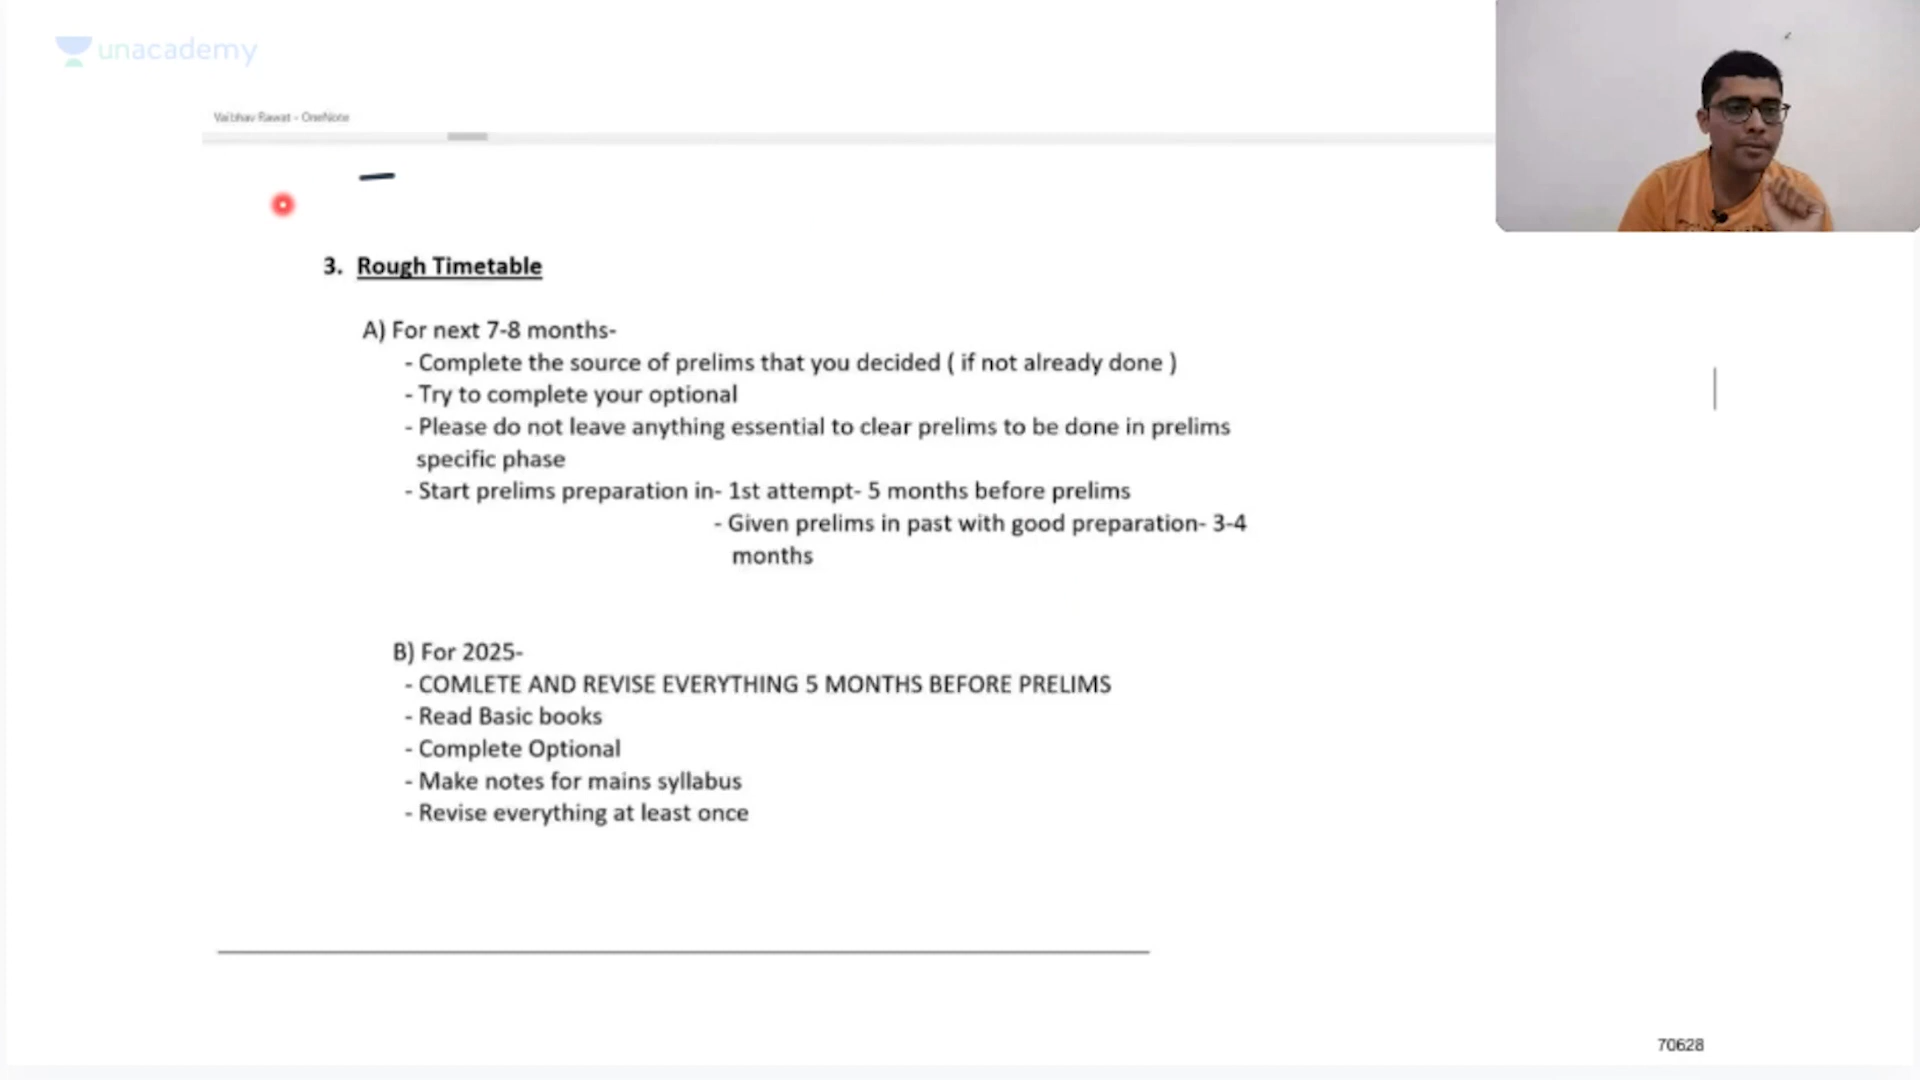 unacademy
Vaibhav Rawat - OneNote
3. Rough Timetable
A) For next 7-8 months-
- Complete the source of prelims that you decided ( if not already done )
- Try to complete your optional
- Please do not leave anything essential to clear prelims to be done in prelims
specific phase
- Start prelims preparation in- 1st attempt- 5 months before prelims
- Given prelims in past with good preparation- 3-4
months
B) For 2025-
- COMLETE AND REVISE EVERYTHING 5 MONTHS BEFORE PRELIMS
- Read Basic books
- Complete Optional
- Make notes for mains syllabus
- Revise everything at least once
70628